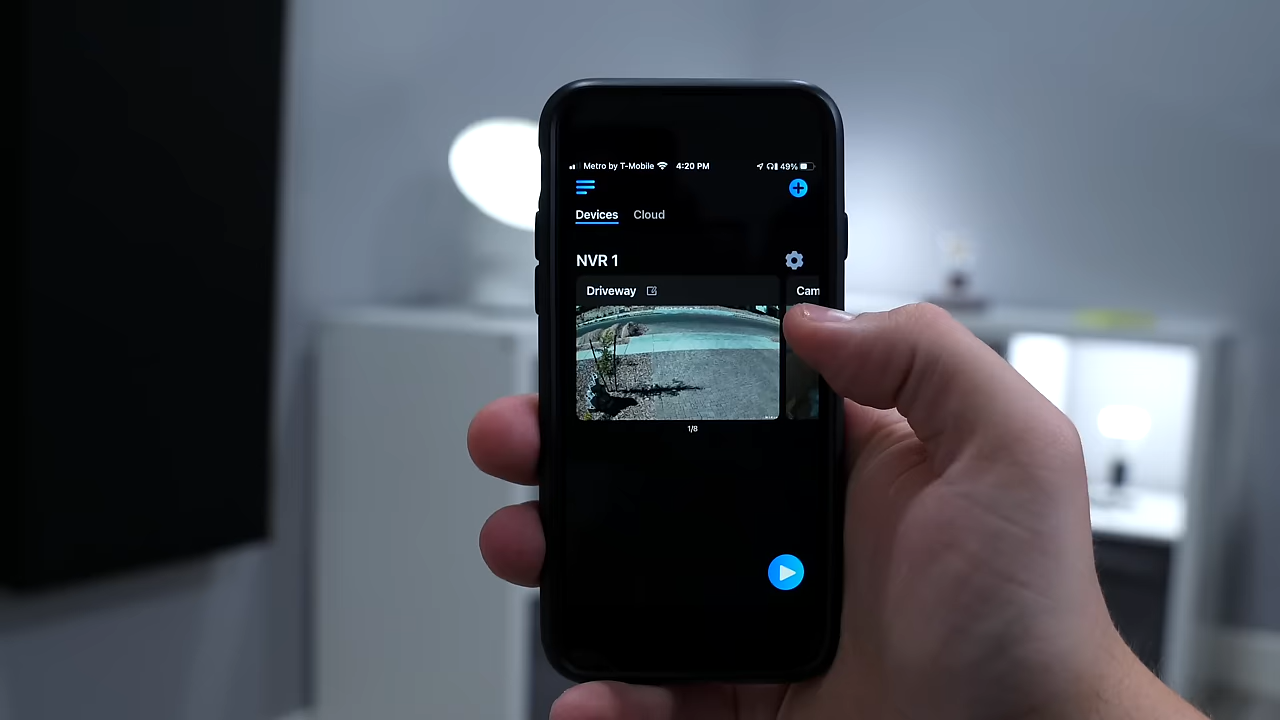 Metro by T-Mobile 4:20 PM 49%
Devices Cloud
NVR 1
Driveway Cam
1/8